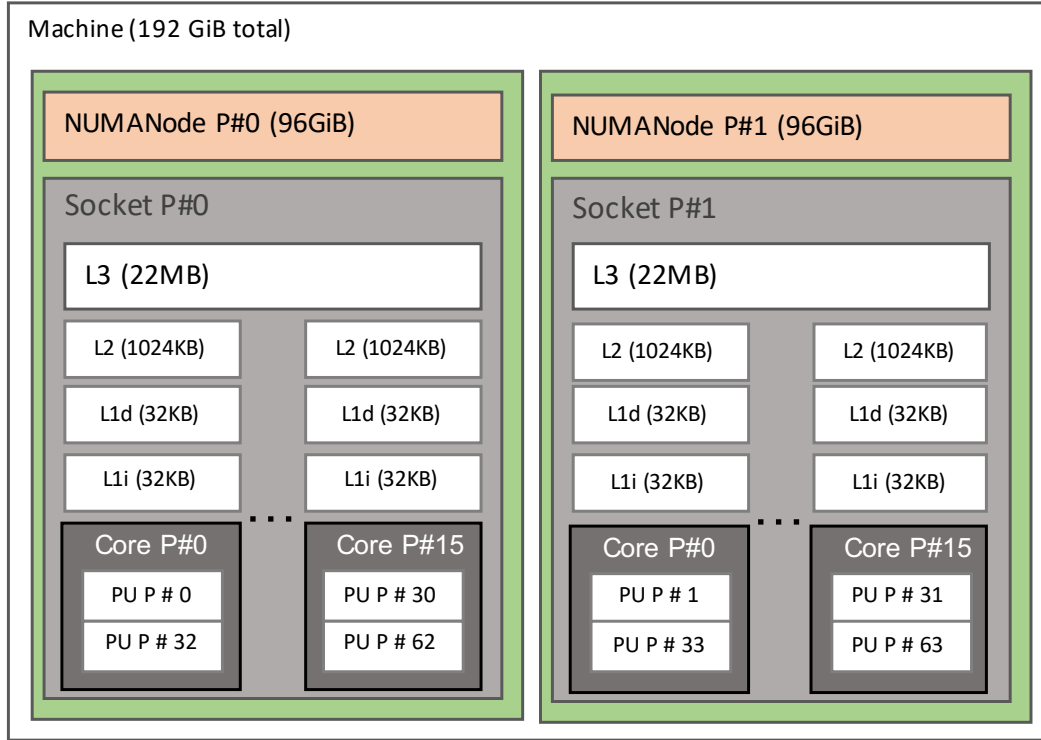 Machine (192 GiB total)
NUMANode P#0 (96GiB)
Socket P#0
L3 (22MB)
L2 (1024KB)
L2 (1024KB)
L1d (32KB)
L1d (32KB)
L1i (32KB)
L1i (32KB)
...
Core P#0
Core P#15
PU P # 0
PU P # 30
PU P # 32
PU P # 62
NUMANode P#1 (96GiB)
Socket P#1
L3 (22MB)
L2 (1024KB)
L2 (1024KB)
L1d (32KB)
L1d (32KB)
L1i (32KB)
L1i (32KB)
...
Core P#0
Core P#15
PU P # 1
PU P # 31
PU P # 33
PU P # 63